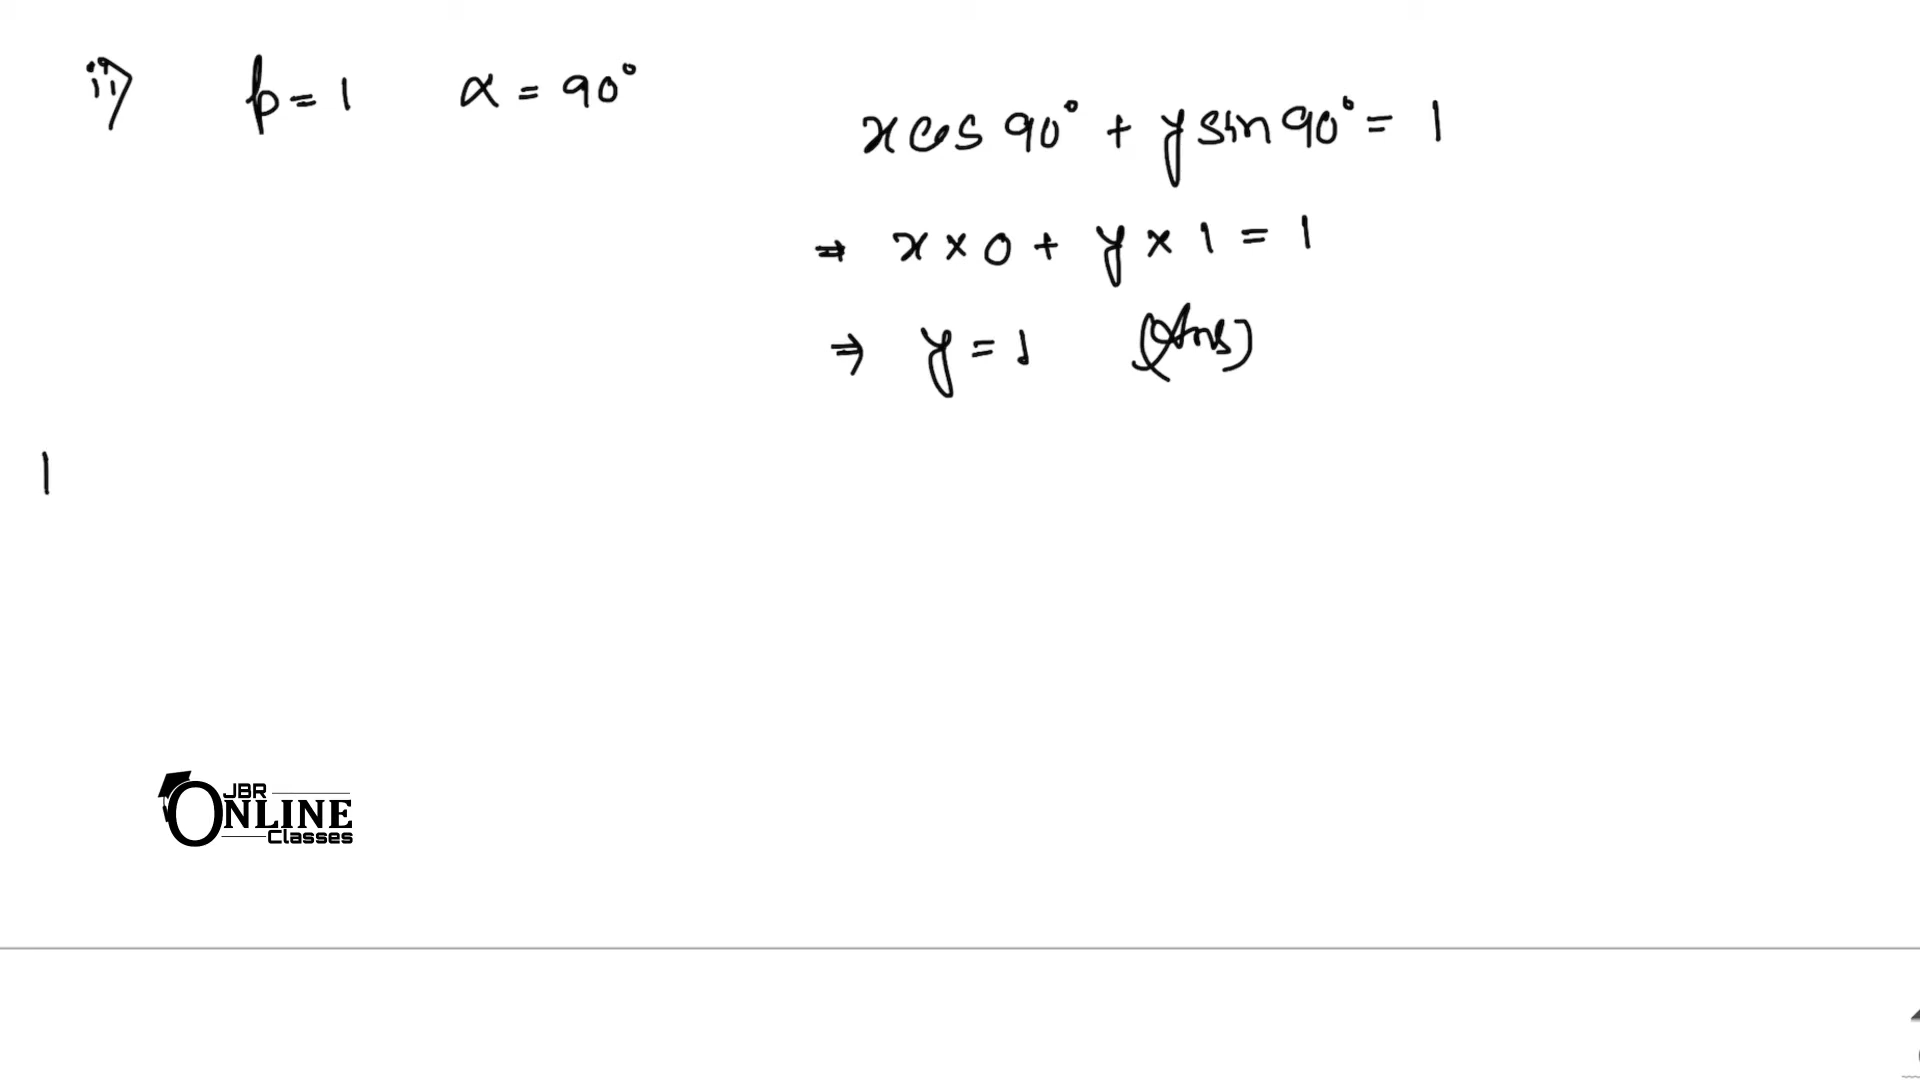 ii) p = 1 α = 90°
x cos 90° + y sin 90° = 1
⇒ x × 0 + y × 1 = 1
⇒ y = 1 (Ans)
1
JBR
ONLINE
Classes